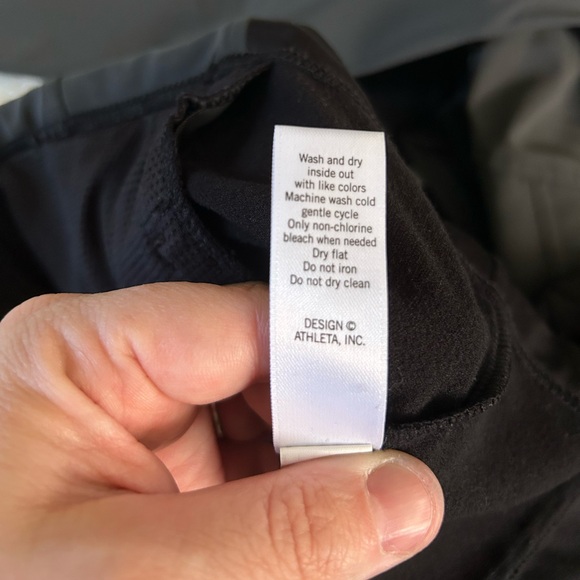 Wash and dry
inside out
with like colors
Machine wash cold
gentle cycle
Only non-chlorine
bleach when needed
Dry flat
Do not iron
Do not dry clean
DESIGN ©
ATHLETA, INC.